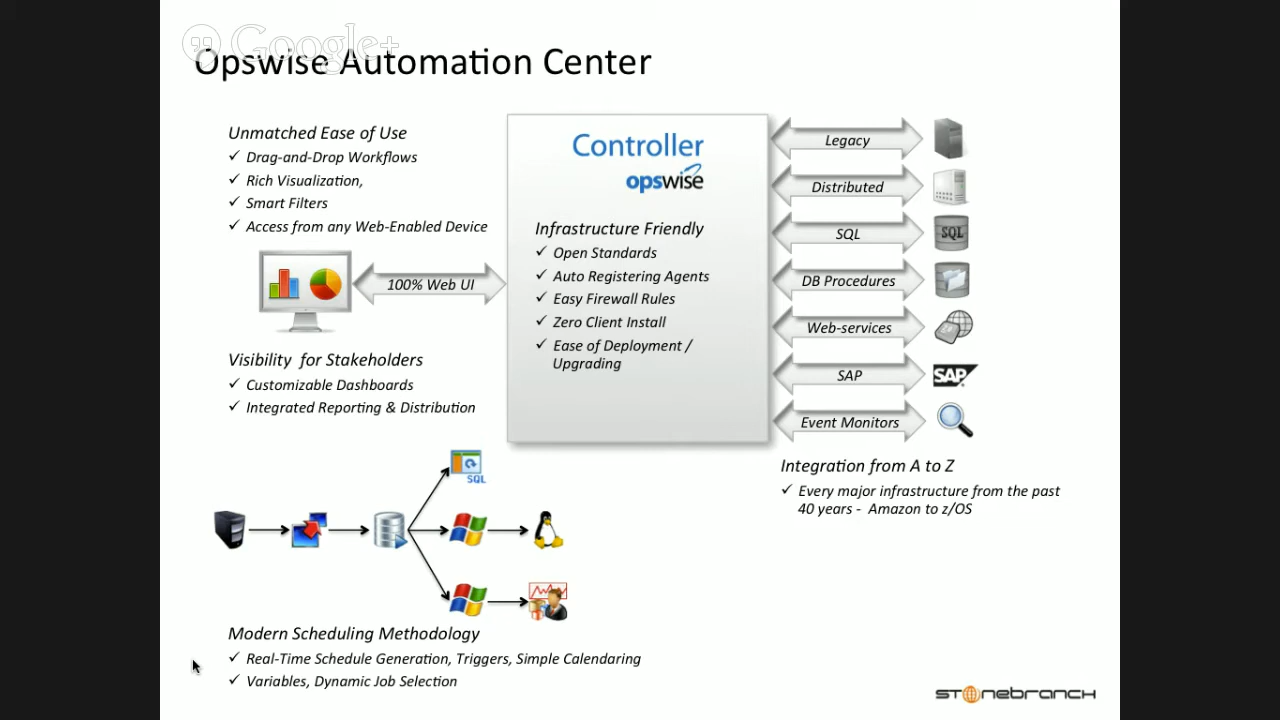 Google+
Opswise Automation Center
Unmatched Ease of Use
Drag-and-Drop Workflows
Rich Visualization,
Smart Filters
Access from any Web-Enabled Device
100% Web UI
Visibility for Stakeholders
Customizable Dashboards
Integrated Reporting & Distribution
Controller
opswise
Infrastructure Friendly
Open Standards
Auto Registering Agents
Easy Firewall Rules
Zero Client Install
Ease of Deployment /
Upgrading
Legacy
Distributed
SQL
SQL
DB Procedures
Web-services
SAP
SAP
Event Monitors
Integration from A to Z
Every major infrastructure from the past
40 years - Amazon to z/OS
SQL
Modern Scheduling Methodology
Real-Time Schedule Generation, Triggers, Simple Calendaring
Variables, Dynamic Job Selection
STONEBRANCH